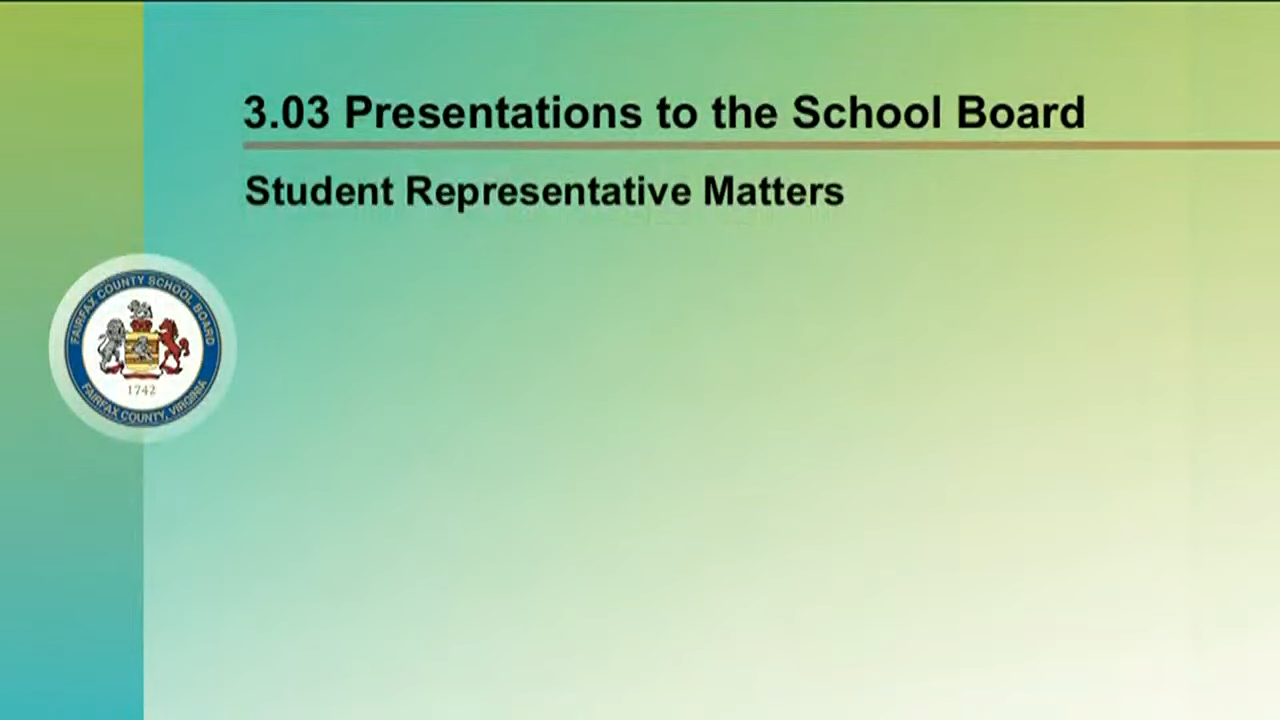 3.03 Presentations to the School Board
Student Representative Matters
FAIRFAX COUNTY SCHOOL BOARD
1742
FAIRFAX COUNTY, VIRGINIA